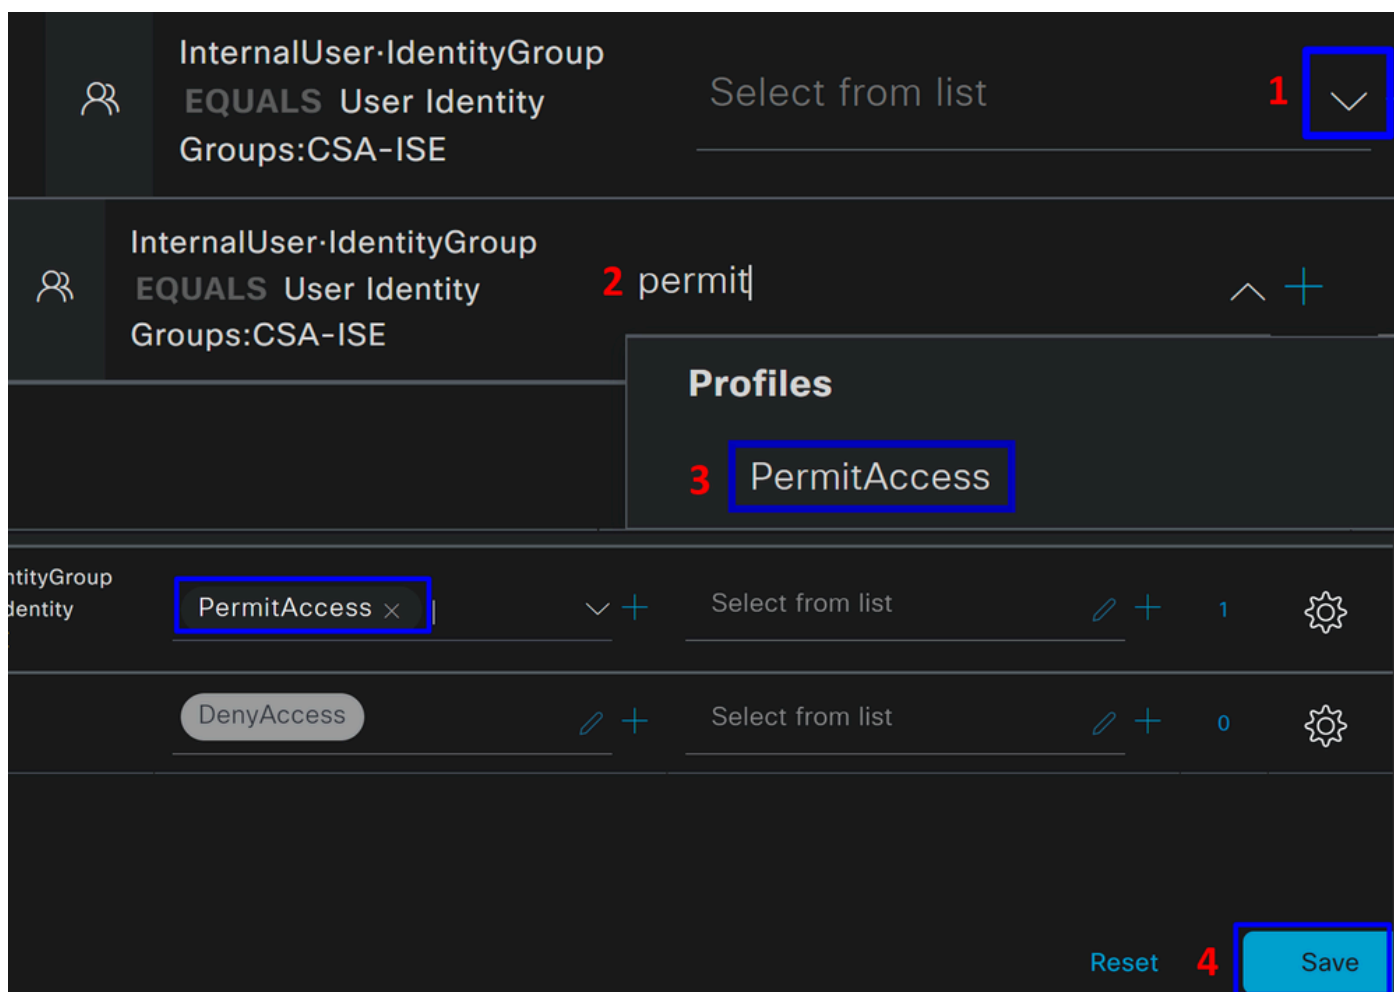 InternalUser·IdentityGroup
EQUALS User Identity
Groups:CSA-ISE
Select from list
1
InternalUser·IdentityGroup
EQUALS User Identity
Groups:CSA-ISE
2 permit
Profiles
3 PermitAccess
ntityGroup
dentity
PermitAccess ×
Select from list
1
DenyAccess
Select from list
0
Reset
4
Save